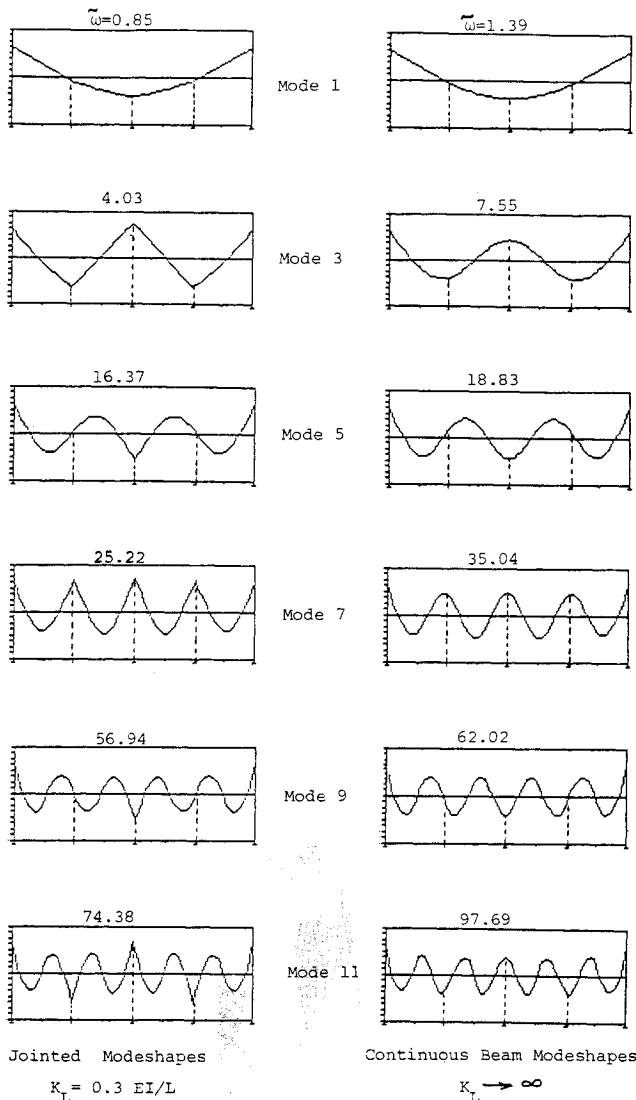 ω̃=0.85
ω̃=1.39
Mode 1
4.03
7.55
Mode 3
16.37
18.83
Mode 5
25.22
35.04
Mode 7
56.94
62.02
Mode 9
74.38
97.69
Mode 11
Jointed Modeshapes
Continuous Beam Modeshapes
K_L = 0.3 EI/L
K_L → ∞